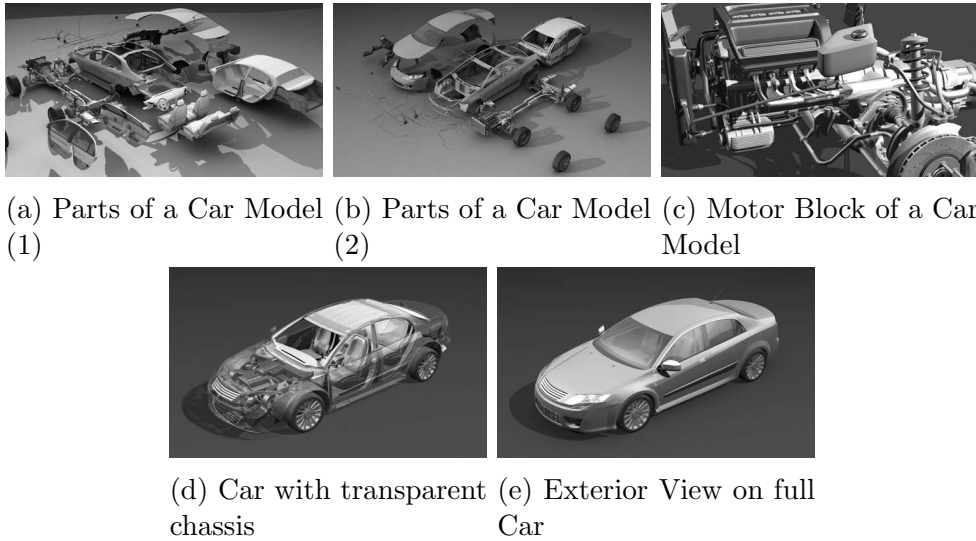 (a) Parts of a Car Model
(1)
(b) Parts of a Car Model
(2)
(c) Motor Block of a Car
Model
(d) Car with transparent
chassis
(e) Exterior View on full
Car